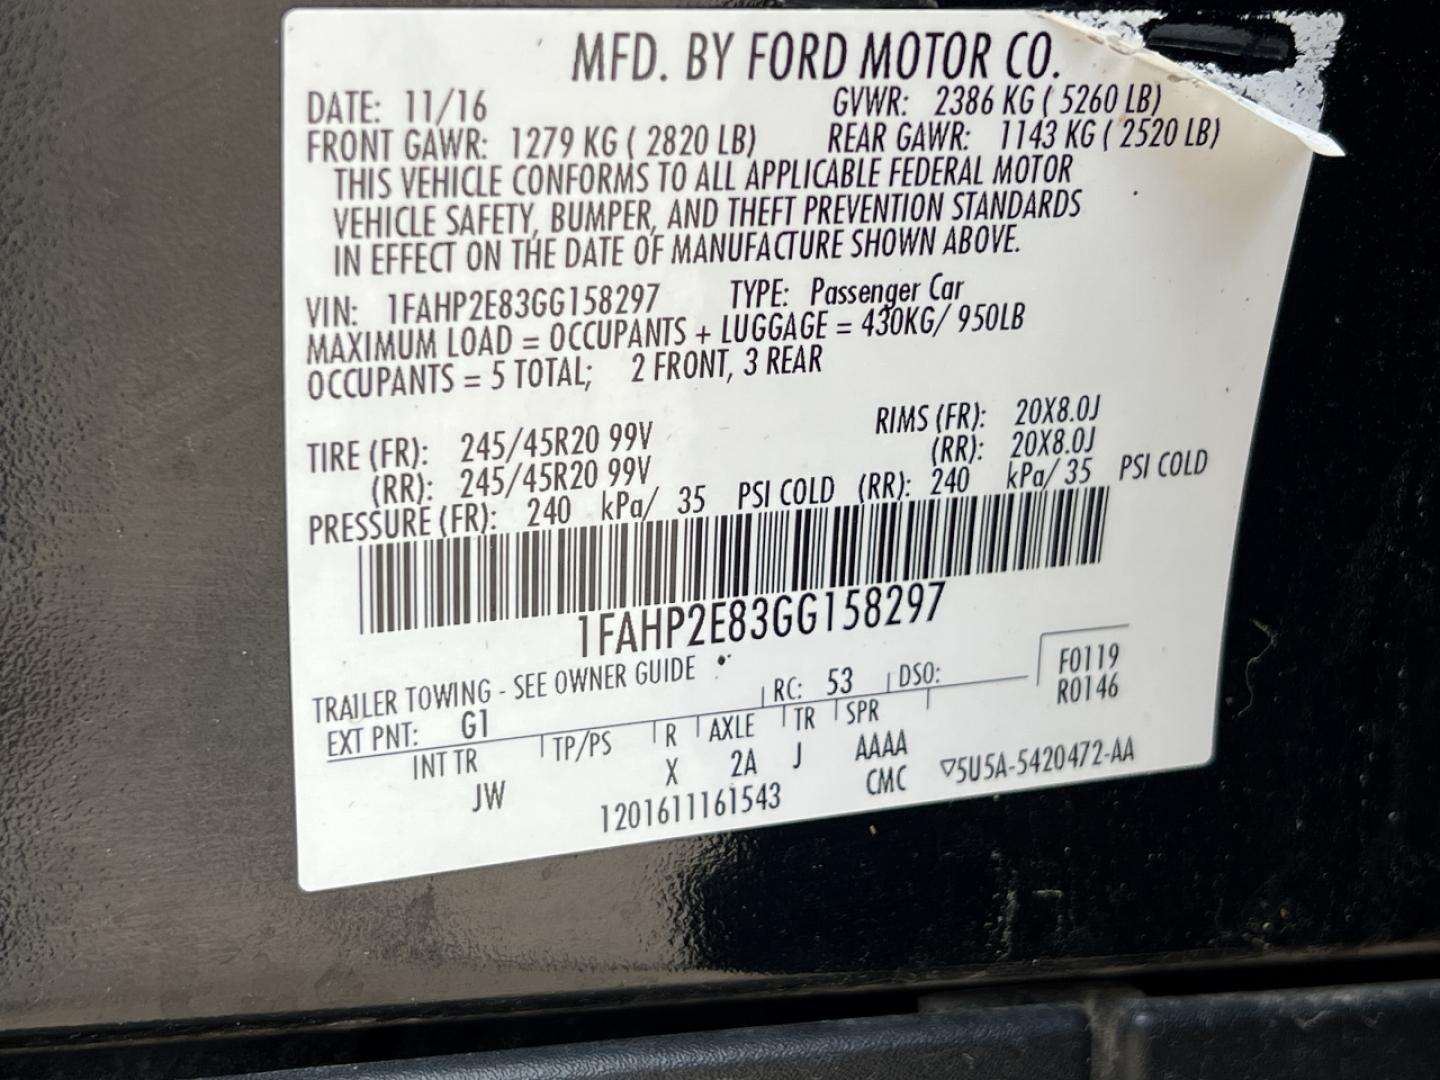 MFD. BY FORD MOTOR CO.
DATE: 11/16 GVWR: 2386 KG ( 5260 LB)
FRONT GAWR: 1279 KG ( 2820 LB) REAR GAWR: 1143 KG ( 2520 LB)
THIS VEHICLE CONFORMS TO ALL APPLICABLE FEDERAL MOTOR
VEHICLE SAFETY, BUMPER, AND THEFT PREVENTION STANDARDS
IN EFFECT ON THE DATE OF MANUFACTURE SHOWN ABOVE.
VIN: 1FAHP2E83GG158297 TYPE: Passenger Car
MAXIMUM LOAD = OCCUPANTS + LUGGAGE = 430KG/ 950LB
OCCUPANTS = 5 TOTAL; 2 FRONT, 3 REAR
TIRE (FR): 245/45R20 99V RIMS (FR): 20X8.0J
(RR): 245/45R20 99V (RR): 20X8.0J
PRESSURE (FR): 240 kPa/ 35 PSI COLD (RR): 240 kPa/ 35 PSI COLD
1FAHP2E83GG158297
TRAILER TOWING - SEE OWNER GUIDE
EXT PNT: G1 RC: 53 DSO: F0119
R0146
INT TR TP/PS R AXLE TR SPR
JW X 2A J AAAA
1201611161543 CMC ▽5U5A-5420472-AA